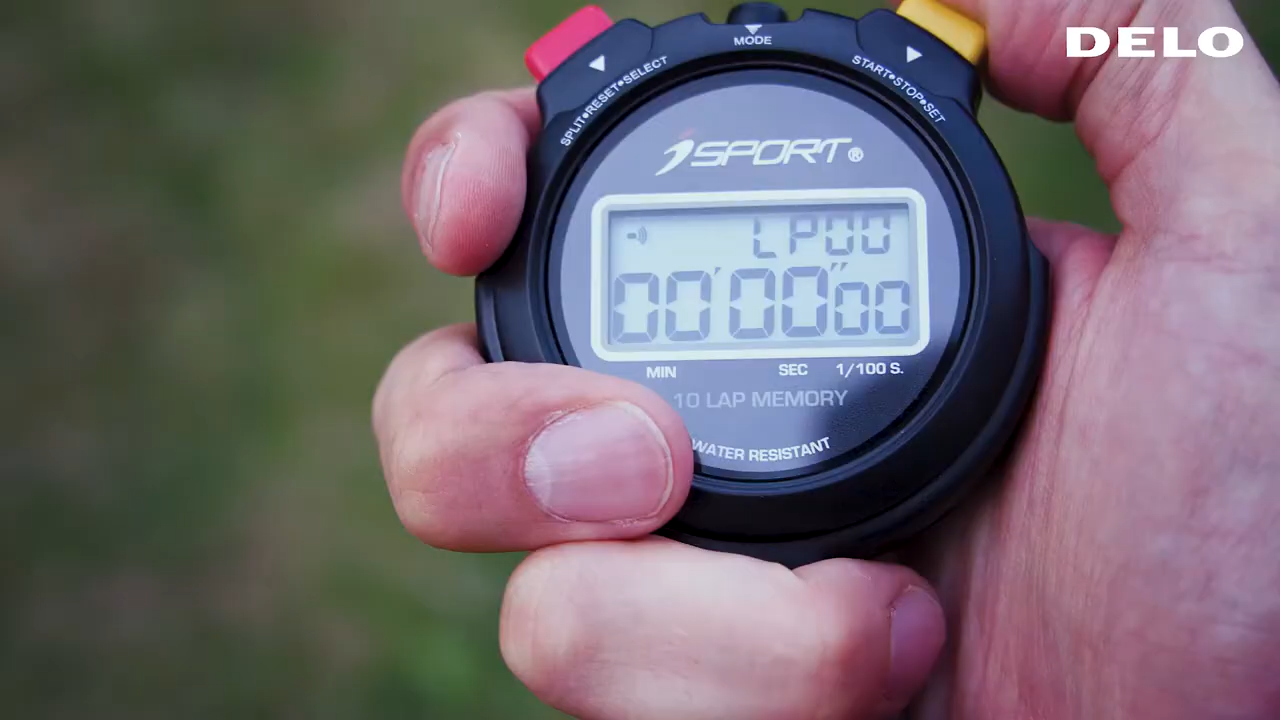 DELO
MODE
SPLIT•RESET•SELECT
START•STOP•SET
iSPORT®
LP00
00'00"00
MIN SEC 1/100 S.
10 LAP MEMORY
WATER RESISTANT